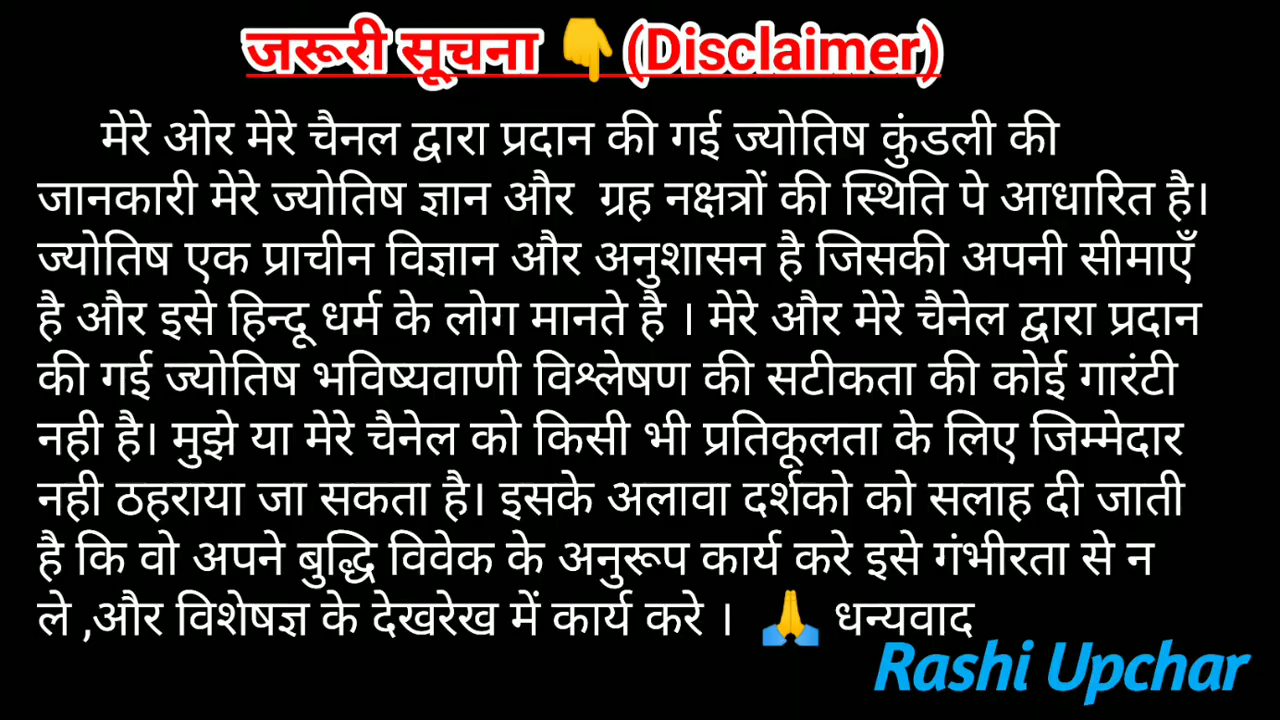 जरूरी सूचना 👇 (Disclaimer)
मेरे ओर मेरे चैनल द्वारा प्रदान की गई ज्योतिष कुंडली की
जानकारी मेरे ज्योतिष ज्ञान और ग्रह नक्षत्रों की स्थिति पे आधारित है।
ज्योतिष एक प्राचीन विज्ञान और अनुशासन है जिसकी अपनी सीमाएँ
है और इसे हिन्दू धर्म के लोग मानते है । मेरे और मेरे चैनेल द्वारा प्रदान
की गई ज्योतिष भविष्यवाणी विश्लेषण की सटीकता की कोई गारंटी
नही है। मुझे या मेरे चैनेल को किसी भी प्रतिकूलता के लिए जिम्मेदार
नही ठहराया जा सकता है। इसके अलावा दर्शको को सलाह दी जाती
है कि वो अपने बुद्धि विवेक के अनुरूप कार्य करे इसे गंभीरता से न
ले ,और विशेषज्ञ के देखरेख में कार्य करे । 🙏 धन्यवाद
Rashi Upchar